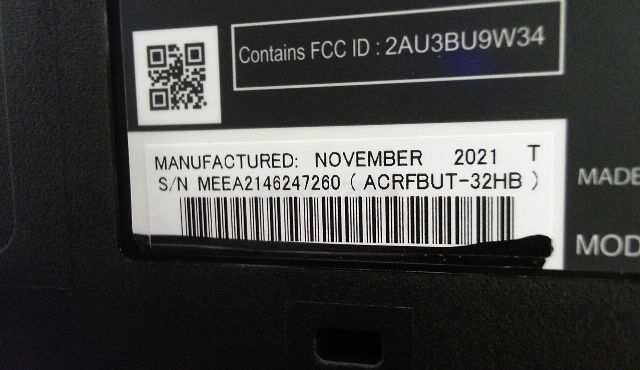 Contains FCC ID : 2AU3BU9W34
MANUFACTURED: NOVEMBER 2021 T
S/N MEEA2146247260 ( ACRFBUT-32HB )
MADE
MOD